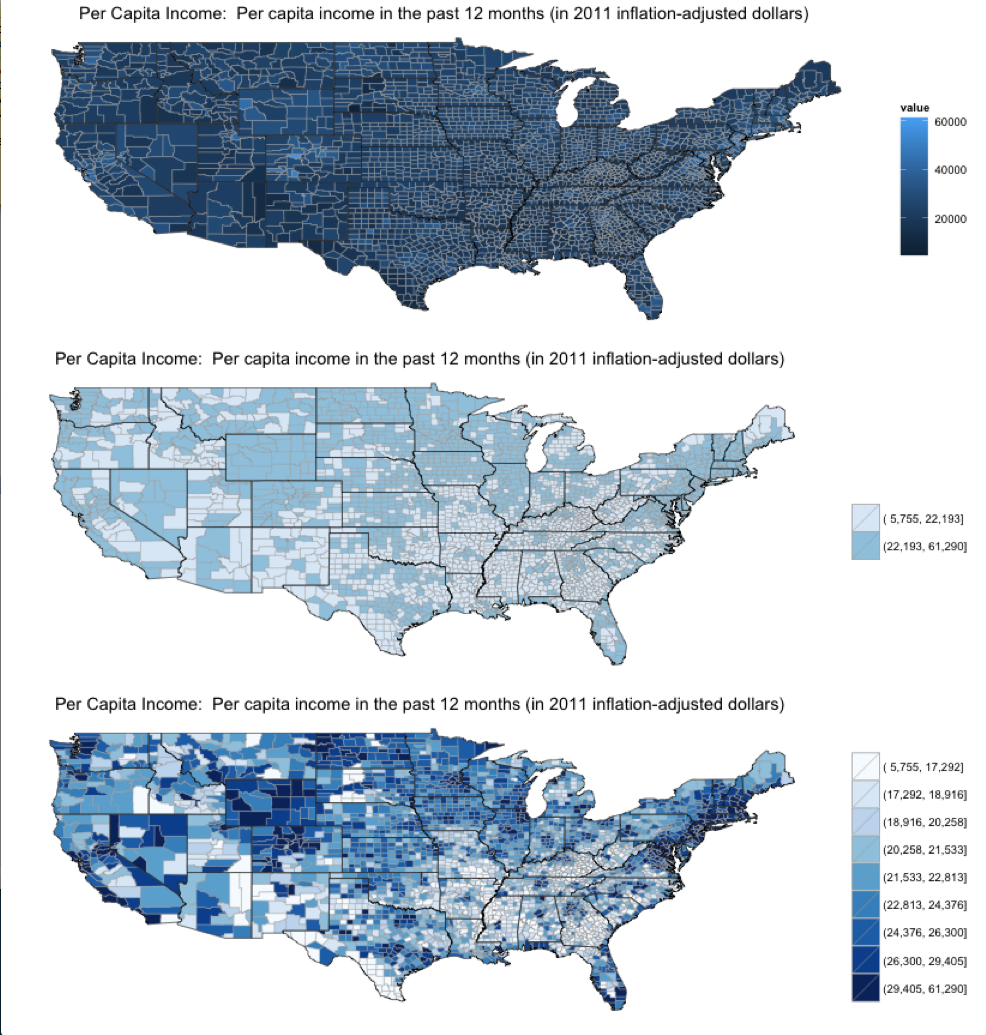 Per Capita Income:  Per capita income in the past 12 months (in 2011 inflation-adjusted dollars)
value
60000
40000
20000
Per Capita Income:  Per capita income in the past 12 months (in 2011 inflation-adjusted dollars)
( 5,755, 22,193]
(22,193, 61,290]
Per Capita Income:  Per capita income in the past 12 months (in 2011 inflation-adjusted dollars)
( 5,755, 17,292]
(17,292, 18,916]
(18,916, 20,258]
(20,258, 21,533]
(21,533, 22,813]
(22,813, 24,376]
(24,376, 26,300]
(26,300, 29,405]
(29,405, 61,290]